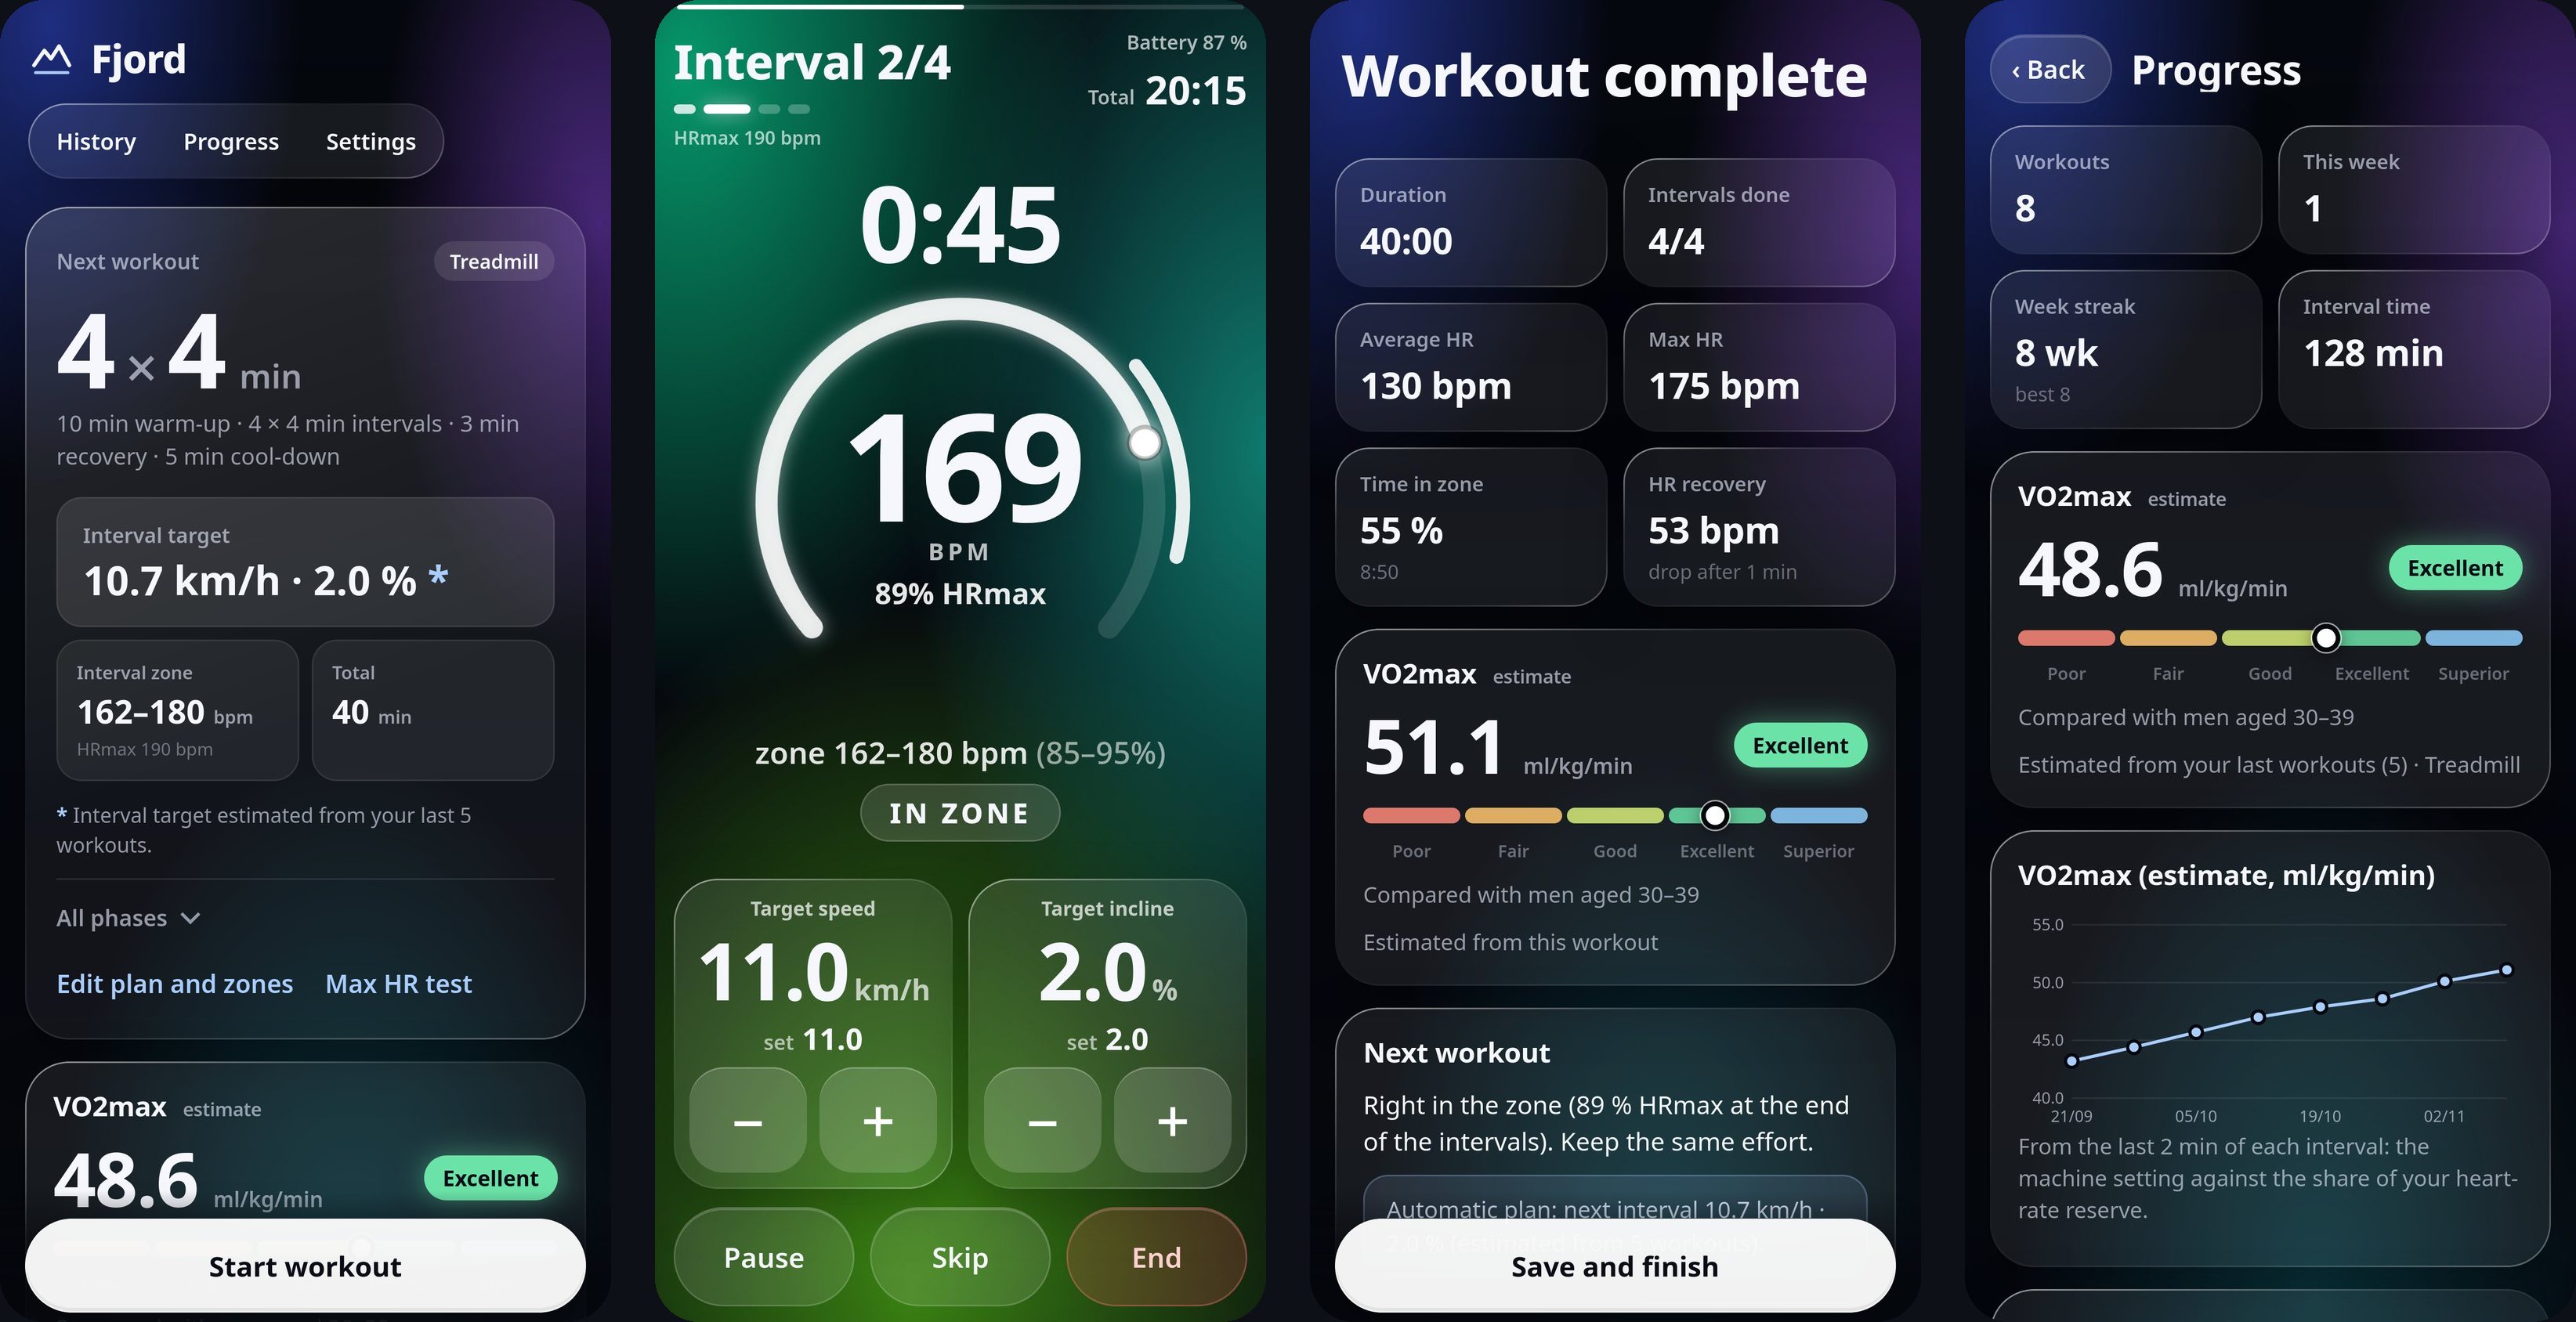 Fjord
History Progress Settings
Next workout Treadmill
4 × 4 min
10 min warm-up · 4 × 4 min intervals · 3 min
recovery · 5 min cool-down
Interval target
10.7 km/h · 2.0 % *
Interval zone Total
162–180 bpm 40 min
HRmax 190 bpm
* Interval target estimated from your last 5
workouts.
All phases
Edit plan and zones Max HR test
VO2max estimate
48.6 ml/kg/min Excellent
Start workout
Interval 2/4
Battery 87 %
Total 20:15
HRmax 190 bpm
0:45
169
BPM
89% HRmax
zone 162–180 bpm (85–95%)
IN ZONE
Target speed Target incline
11.0 km/h 2.0 %
set 11.0 set 2.0
− + − +
Pause Skip End
Workout complete
Duration Intervals done
40:00 4/4
Average HR Max HR
130 bpm 175 bpm
Time in zone HR recovery
55 % 53 bpm
8:50 drop after 1 min
VO2max estimate
51.1 ml/kg/min Excellent
Poor Fair Good Excellent Superior
Compared with men aged 30–39
Estimated from this workout
Next workout
Right in the zone (89 % HRmax at the end
of the intervals). Keep the same effort.
Automatic plan: next interval 10.7 km/h ·
2.0 % (estimated from 5 workouts).
Save and finish
‹ Back Progress
Workouts This week
8 1
Week streak Interval time
8 wk 128 min
best 8
VO2max estimate
48.6 ml/kg/min Excellent
Poor Fair Good Excellent Superior
Compared with men aged 30–39
Estimated from your last workouts (5) · Treadmill
VO2max (estimate, ml/kg/min)
55.0
50.0
45.0
40.0
21/09 05/10 19/10 02/11
From the last 2 min of each interval: the
machine setting against the share of your heart-
rate reserve.